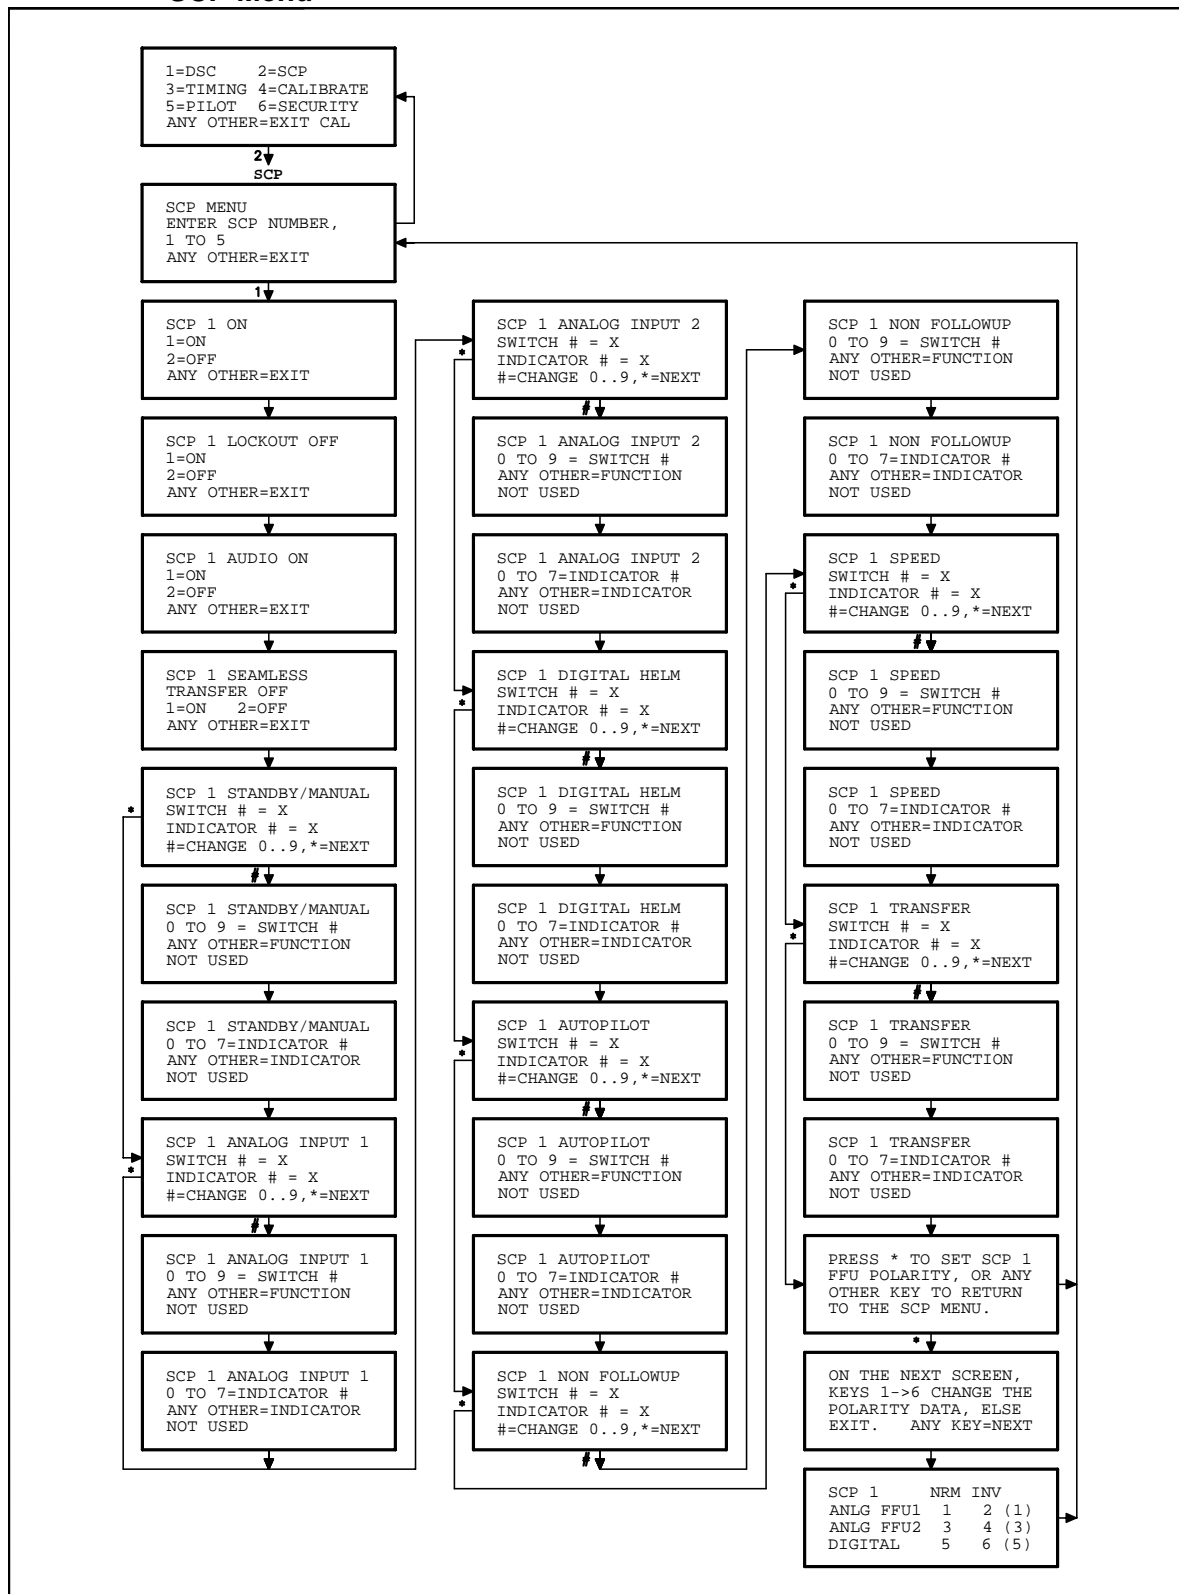 SCP Menu
1=DSC 2=SCP
3=TIMING 4=CALIBRATE
5=PILOT 6=SECURITY
ANY OTHER=EXIT CAL
2
SCP
SCP MENU
ENTER SCP NUMBER,
1 TO 5
ANY OTHER=EXIT
1
SCP 1 ON
1=ON
2=OFF
ANY OTHER=EXIT
SCP 1 LOCKOUT OFF
1=ON
2=OFF
ANY OTHER=EXIT
SCP 1 AUDIO ON
1=ON
2=OFF
ANY OTHER=EXIT
SCP 1 SEAMLESS
TRANSFER OFF
1=ON 2=OFF
ANY OTHER=EXIT
SCP 1 STANDBY/MANUAL
SWITCH # = X
INDICATOR # = X
#=CHANGE 0..9,*=NEXT
*
#
SCP 1 STANDBY/MANUAL
0 TO 9 = SWITCH #
ANY OTHER=FUNCTION
NOT USED
SCP 1 STANDBY/MANUAL
0 TO 7=INDICATOR #
ANY OTHER=INDICATOR
NOT USED
SCP 1 ANALOG INPUT 1
SWITCH # = X
INDICATOR # = X
#=CHANGE 0..9,*=NEXT
*
#
SCP 1 ANALOG INPUT 1
0 TO 9 = SWITCH #
ANY OTHER=FUNCTION
NOT USED
SCP 1 ANALOG INPUT 1
0 TO 7=INDICATOR #
ANY OTHER=INDICATOR
NOT USED
SCP 1 ANALOG INPUT 2
SWITCH # = X
INDICATOR # = X
#=CHANGE 0..9,*=NEXT
*
#
SCP 1 ANALOG INPUT 2
0 TO 9 = SWITCH #
ANY OTHER=FUNCTION
NOT USED
SCP 1 ANALOG INPUT 2
0 TO 7=INDICATOR #
ANY OTHER=INDICATOR
NOT USED
SCP 1 DIGITAL HELM
SWITCH # = X
INDICATOR # = X
#=CHANGE 0..9,*=NEXT
*
#
SCP 1 DIGITAL HELM
0 TO 9 = SWITCH #
ANY OTHER=FUNCTION
NOT USED
SCP 1 DIGITAL HELM
0 TO 7=INDICATOR #
ANY OTHER=INDICATOR
NOT USED
SCP 1 AUTOPILOT
SWITCH # = X
INDICATOR # = X
#=CHANGE 0..9,*=NEXT
*
#
SCP 1 AUTOPILOT
0 TO 9 = SWITCH #
ANY OTHER=FUNCTION
NOT USED
SCP 1 AUTOPILOT
0 TO 7=INDICATOR #
ANY OTHER=INDICATOR
NOT USED
SCP 1 NON FOLLOWUP
SWITCH # = X
INDICATOR # = X
#=CHANGE 0..9,*=NEXT
*
#
SCP 1 NON FOLLOWUP
0 TO 9 = SWITCH #
ANY OTHER=FUNCTION
NOT USED
SCP 1 NON FOLLOWUP
0 TO 7=INDICATOR #
ANY OTHER=INDICATOR
NOT USED
SCP 1 SPEED
SWITCH # = X
INDICATOR # = X
#=CHANGE 0..9,*=NEXT
*
#
SCP 1 SPEED
0 TO 9 = SWITCH #
ANY OTHER=FUNCTION
NOT USED
SCP 1 SPEED
0 TO 7=INDICATOR #
ANY OTHER=INDICATOR
NOT USED
SCP 1 TRANSFER
SWITCH # = X
INDICATOR # = X
#=CHANGE 0..9,*=NEXT
*
#
SCP 1 TRANSFER
0 TO 9 = SWITCH #
ANY OTHER=FUNCTION
NOT USED
SCP 1 TRANSFER
0 TO 7=INDICATOR #
ANY OTHER=INDICATOR
NOT USED
PRESS * TO SET SCP 1
FFU POLARITY, OR ANY
OTHER KEY TO RETURN
TO THE SCP MENU.
*
ON THE NEXT SCREEN,
KEYS 1->6 CHANGE THE
POLARITY DATA, ELSE
EXIT. ANY KEY=NEXT
SCP 1 NRM INV
ANLG FFU1 1 2 (1)
ANLG FFU2 3 4 (3)
DIGITAL 5 6 (5)